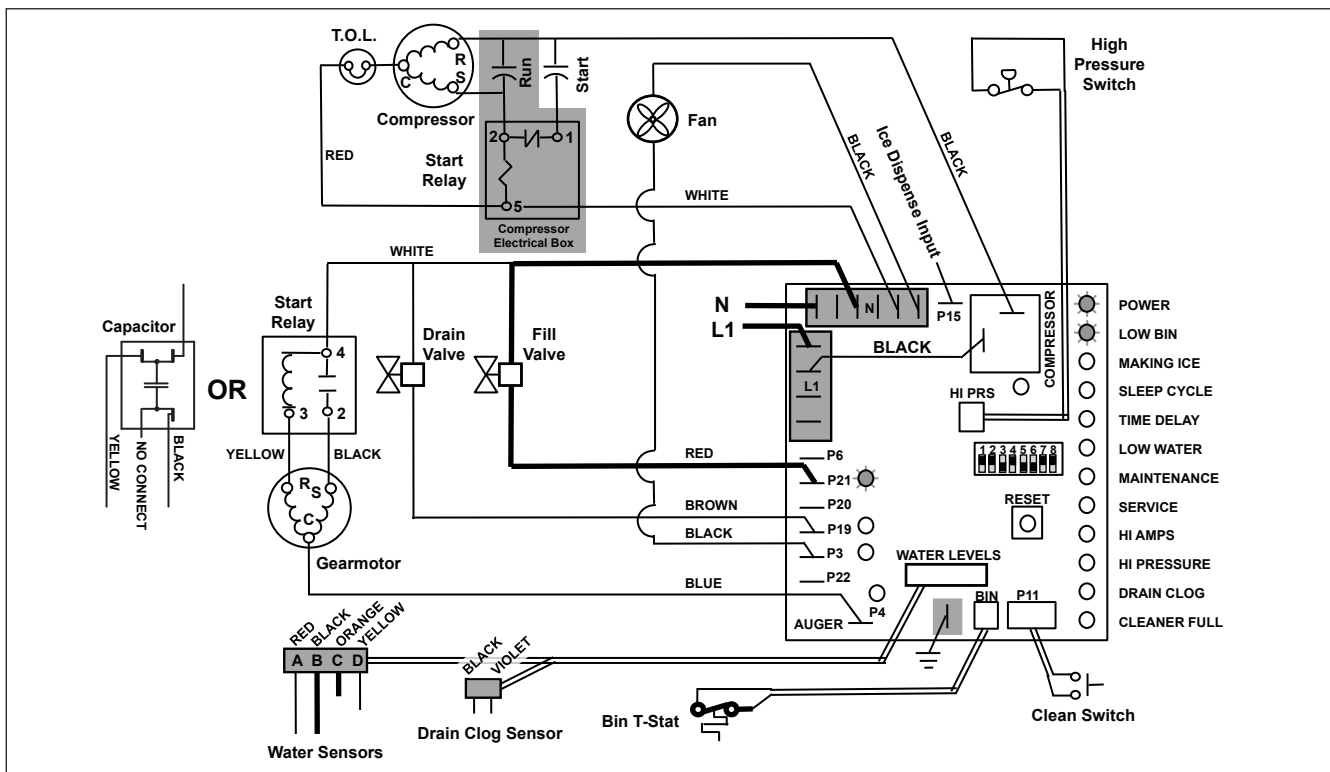 T.O.L.
R
S
C
Compressor
Run
Start
2
1
Start
Relay
5
Compressor
Electrical Box
RED
WHITE
Fan
BLACK
Ice Dispense Input
BLACK
High
Pressure
Switch
WHITE
Capacitor
YELLOW
NO CONNECT
BLACK
OR
Start
Relay
4
3
2
YELLOW
BLACK
R
S
C
Gearmotor
Drain
Valve
Fill
Valve
N
L1
N
P15
COMPRESSOR
BLACK
L1
HI PRS
1 2 3 4 5 6 7 8
RESET
RED
P6
P21
BROWN
P20
P19
BLACK
P3
P22
BLUE
P4
AUGER
WATER LEVELS
BIN
P11
POWER
LOW BIN
MAKING ICE
SLEEP CYCLE
TIME DELAY
LOW WATER
MAINTENANCE
SERVICE
HI AMPS
HI PRESSURE
DRAIN CLOG
CLEANER FULL
RED
BLACK
ORANGE
YELLOW
A B C D
Water Sensors
BLACK
VIOLET
Drain Clog Sensor
Bin T-Stat
Clean Switch